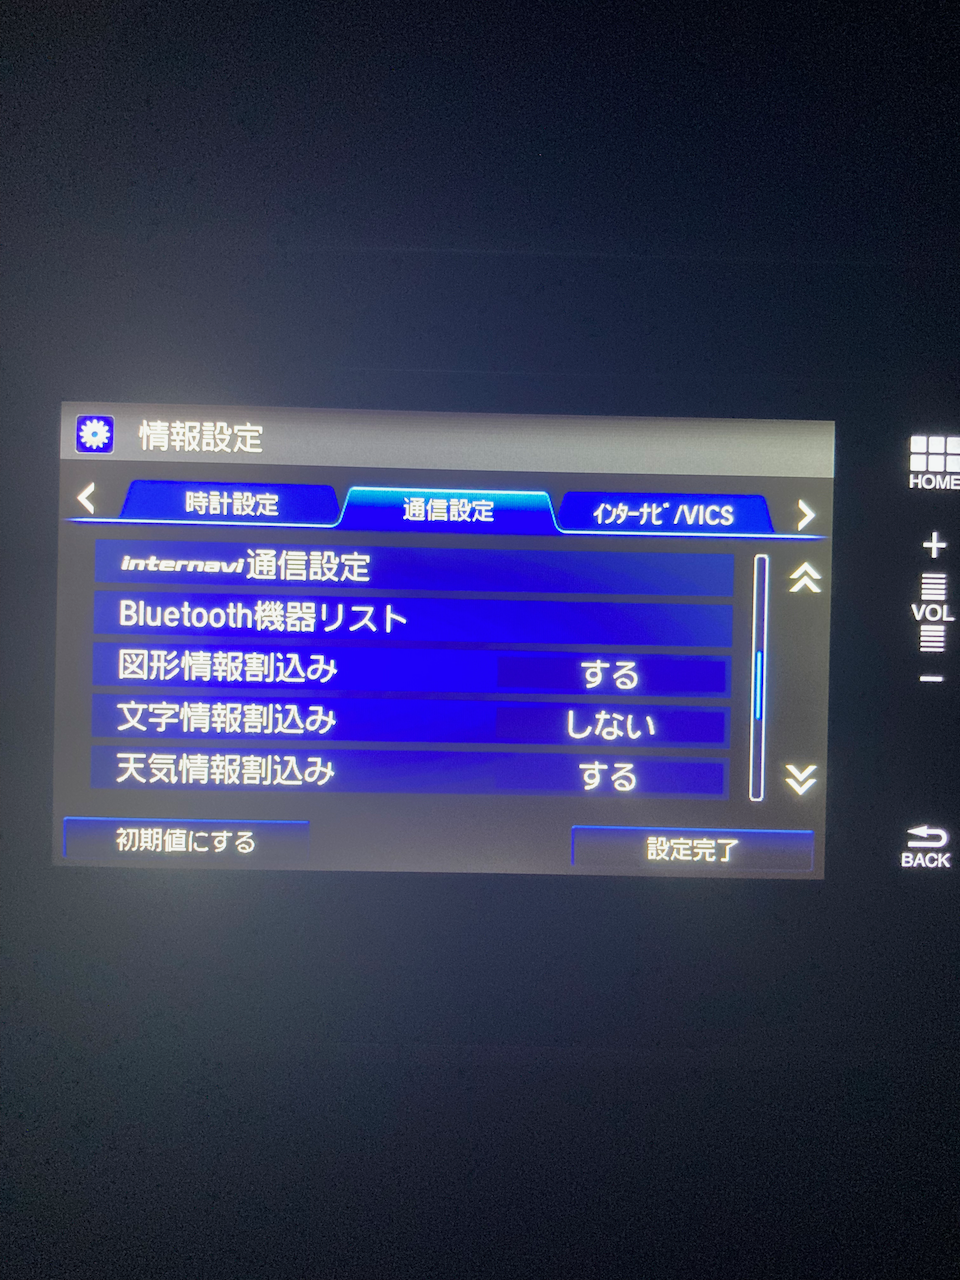 情報設定
時計設定
通信設定
インターナビ/VICS
internavi通信設定
Bluetooth機器リスト
図形情報割込み する
文字情報割込み しない
天気情報割込み する
初期値にする
設定完了
HOME
+
VOL
−
BACK